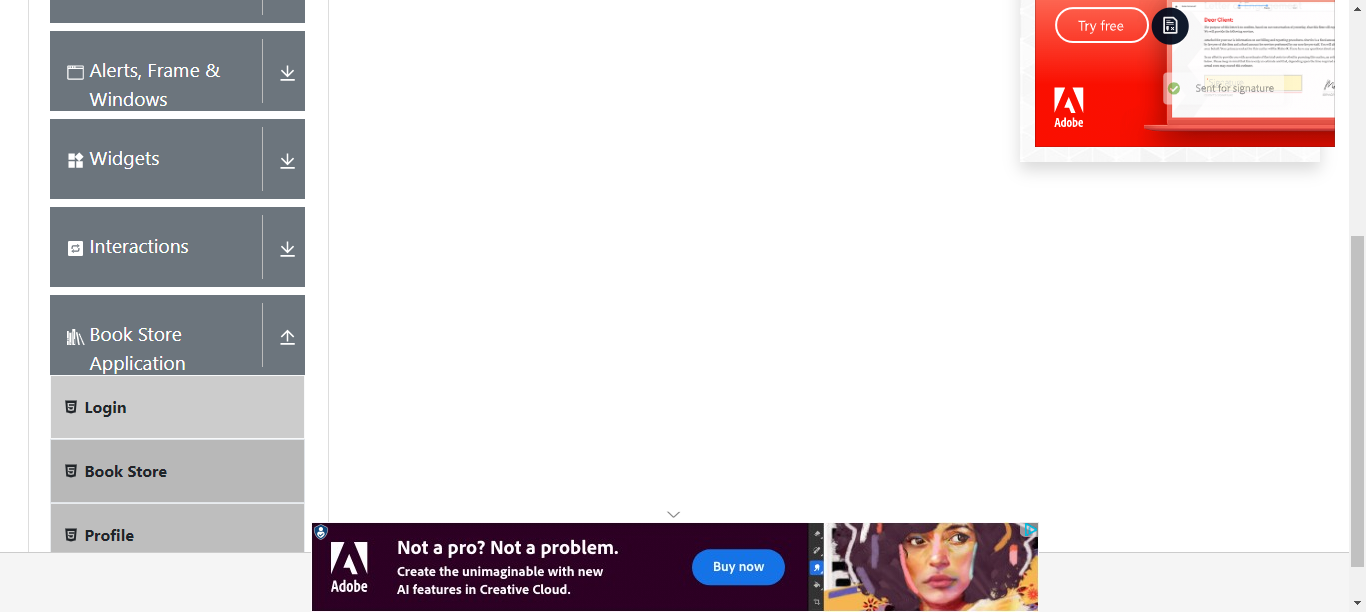 Alerts, Frame &
Windows
Widgets
Interactions
Book Store
Application
Login
Book Store
Profile
Try free
Adobe
Dear Client:
Sent for signature
Adobe
Not a pro? Not a problem.
Create the unimaginable with new
AI features in Creative Cloud.
Buy now